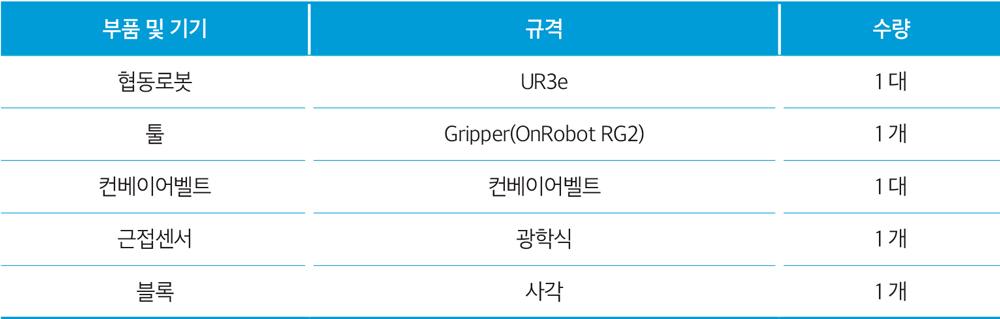 부품 및 기기 규격 수량
협동로봇 UR3e 1 대
툴 Gripper(OnRobot RG2) 1 개
컨베이어벨트 컨베이어벨트 1 대
근접센서 광학식 1 개
블록 사각 1 개